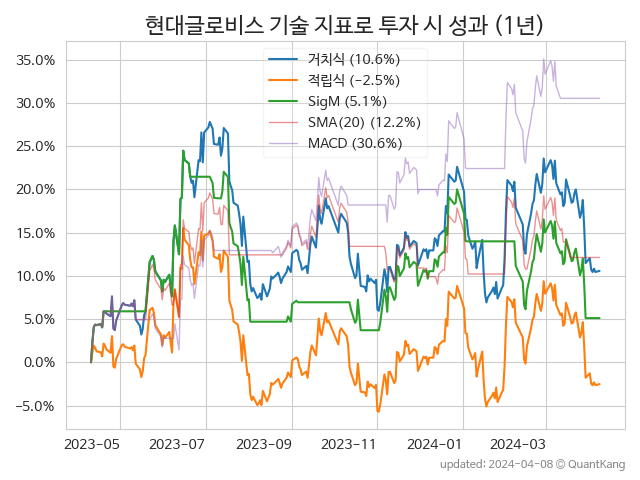 현대글로비스 기술 지표로 투자 시 성과 (1년)
거치식 (10.6%)
적립식 (−2.5%)
SigM (5.1%)
SMA(20) (12.2%)
MACD (30.6%)
35.0%
30.0%
25.0%
20.0%
15.0%
10.0%
5.0%
0.0%
−5.0%
2023-05 2023-07 2023-09 2023-11 2024-01 2024-03
updated: 2024-04-08 ⓒ QuantKang